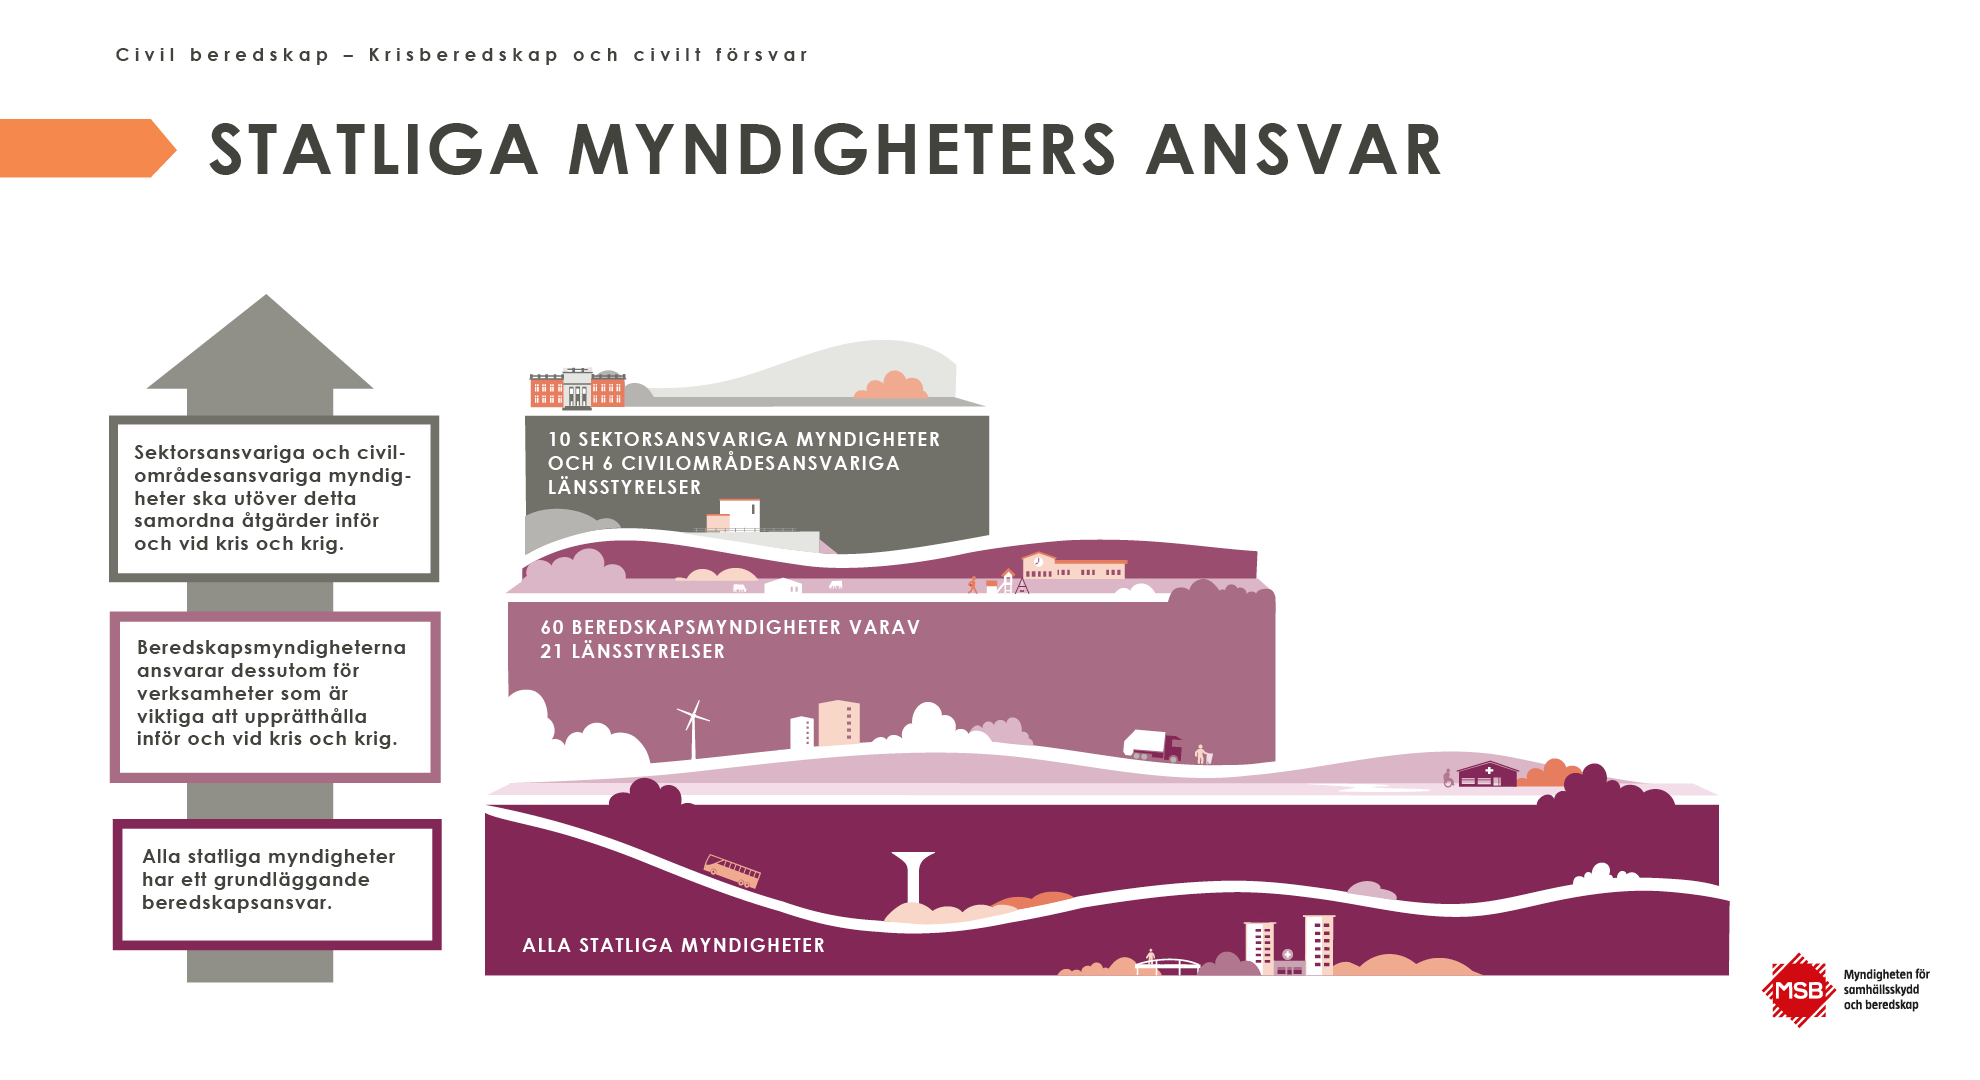 Civil beredskap – Krisberedskap och civilt försvar
STATLIGA MYNDIGHETERS ANSVAR
Sektorsansvariga och civil-
områdesansvariga myndig-
heter ska utöver detta
samordna åtgärder inför
och vid kris och krig.
Beredskapsmyndigheterna
ansvarar dessutom för
verksamheter som är
viktiga att upprätthålla
inför och vid kris och krig.
Alla statliga myndigheter
har ett grundläggande
beredskapsansvar.
10 SEKTORSANSVARIGA MYNDIGHETER
OCH 6 CIVILOMRÅDESANSVARIGA
LÄNSSTYRELSER
60 BEREDSKAPSMYNDIGHETER VARAV
21 LÄNSSTYRELSER
ALLA STATLIGA MYNDIGHETER
MSB
Myndigheten för
samhällsskydd
och beredskap